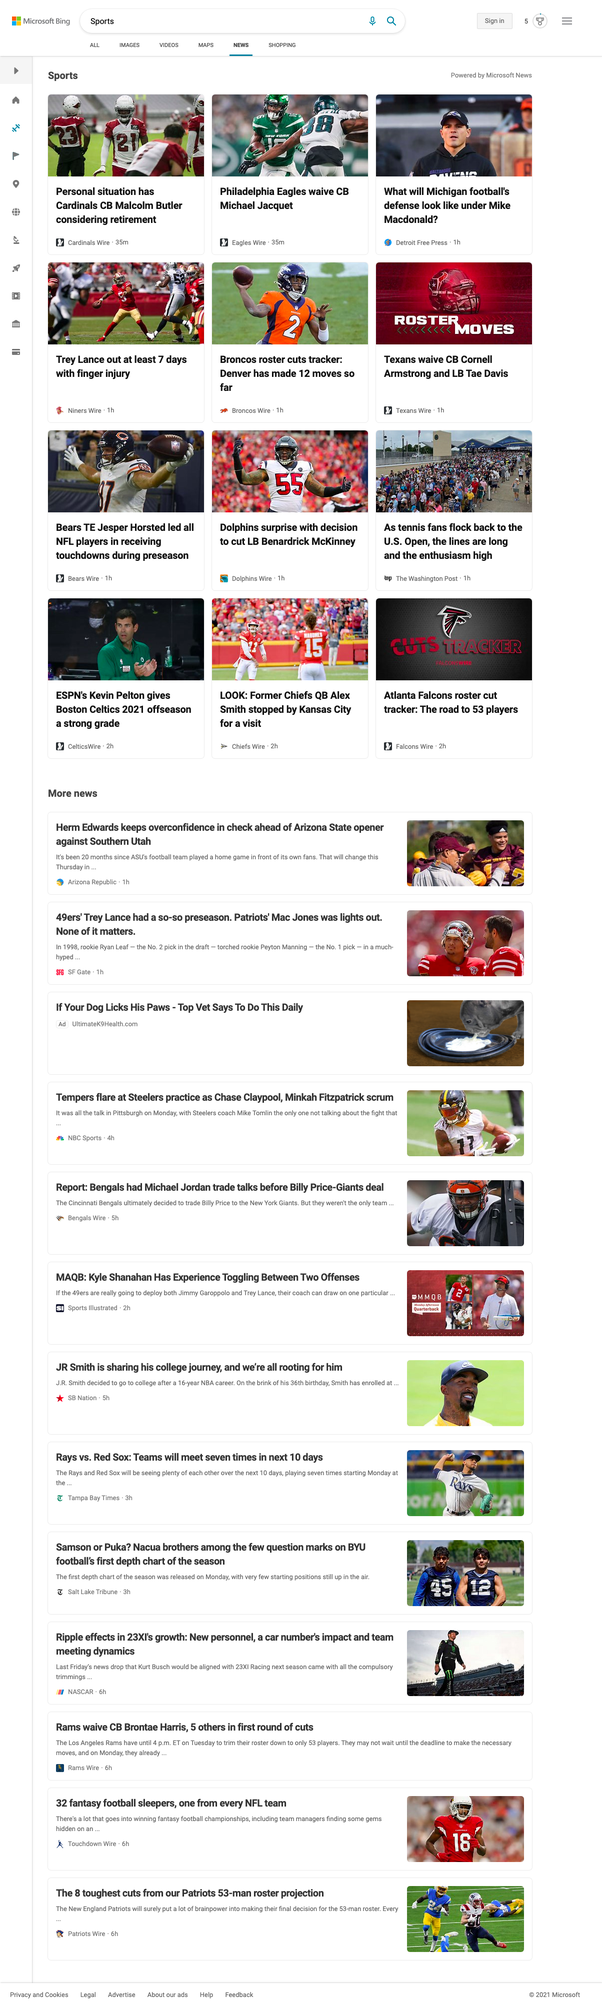 Microsoft Bing
Sports
Sign in
5
ALL
IMAGES
VIDEOS
MAPS
NEWS
SHOPPING
Sports
Powered by Microsoft News
Personal situation has
Cardinals CB Malcolm Butler
considering retirement
Cardinals Wire · 35m
Philadelphia Eagles waive CB
Michael Jacquet
Eagles Wire · 35m
What will Michigan football's
defense look like under Mike
Macdonald?
Detroit Free Press · 1h
Trey Lance out at least 7 days
with finger injury
Niners Wire · 1h
Broncos roster cuts tracker:
Denver has made 12 moves so
far
Broncos Wire · 1h
ROSTER
MOVES
Texans waive CB Cornell
Armstrong and LB Tae Davis
Texans Wire · 1h
Bears TE Jesper Horsted led all
NFL players in receiving
touchdowns during preseason
Bears Wire · 1h
55
Dolphins surprise with decision
to cut LB Benardrick McKinney
Dolphins Wire · 1h
As tennis fans flock back to the
U.S. Open, the lines are long
and the enthusiasm high
The Washington Post · 1h
ESPN's Kevin Pelton gives
Boston Celtics 2021 offseason
a strong grade
CelticsWire · 2h
15
LOOK: Former Chiefs QB Alex
Smith stopped by Kansas City
for a visit
Chiefs Wire · 2h
CUTS TRACKER
Atlanta Falcons roster cut
tracker: The road to 53 players
Falcons Wire · 2h
More news
Herm Edwards keeps overconfidence in check ahead of Arizona State opener
against Southern Utah
It's been 20 months since ASU's football team played a home game in front of its own fans. That will change this
Thursday in ...
Arizona Republic · 1h
49ers' Trey Lance had a so-so preseason. Patriots' Mac Jones was lights out.
None of it matters.
In 1998, rookie Ryan Leaf — the No. 2 pick in the draft — torched rookie Peyton Manning — the No. 1 pick — in a much-
hyped ...
SF Gate · 1h
If Your Dog Licks His Paws - Top Vet Says To Do This Daily
Ad UltimateK9Health.com
Tempers flare at Steelers practice as Chase Claypool, Minkah Fitzpatrick scrum
It was all the talk in Pittsburgh on Monday, with Steelers coach Mike Tomlin the only one not talking about the fight that
...
NBC Sports · 4h
Report: Bengals had Michael Jordan trade talks before Billy Price-Giants deal
The Cincinnati Bengals ultimately decided to trade Billy Price to the New York Giants. But they weren't the only team ...
Bengals Wire · 5h
MAQB: Kyle Shanahan Has Experience Toggling Between Two Offenses
If the 49ers are really going to deploy both Jimmy Garoppolo and Trey Lance, their coach can draw on one particular ...
Sports Illustrated · 2h
MMQB
Quarterback
JR Smith is sharing his college journey, and we're all rooting for him
J.R. Smith decided to go to college after a 16-year NBA career. On the brink of his 36th birthday, Smith has enrolled at ...
SB Nation · 5h
Rays vs. Red Sox: Teams will meet seven times in next 10 days
The Rays and Red Sox will be seeing plenty of each other over the next 10 days, playing seven times starting Monday at
the ...
Tampa Bay Times · 3h
RAYS
Samson or Puka? Nacua brothers among the few question marks on BYU
football's first depth chart of the season
The first depth chart of the season was released on Monday, with very few starting positions still up in the air.
Salt Lake Tribune · 3h
45
12
Ripple effects in 23XI's growth: New personnel, a car number's impact and team
meeting dynamics
Last Friday's news drop that Kurt Busch would be aligned with 23XI Racing next season came with all the compulsory
trimmings ...
NASCAR · 6h
Rams waive CB Brontae Harris, 5 others in first round of cuts
The Los Angeles Rams have until 4 p.m. ET on Tuesday to trim their roster down to only 53 players. They may not wait until the deadline to make the necessary
moves, and on Monday, they already ...
Rams Wire · 6h
32 fantasy football sleepers, one from every NFL team
There's a lot that goes into winning fantasy football championships, including team managers finding some gems
hidden on an ...
Touchdown Wire · 6h
18
The 8 toughest cuts from our Patriots 53-man roster projection
The New England Patriots will surely put a lot of brainpower into making their final decision for the 53-man roster. Every
...
Patriots Wire · 6h
Privacy and Cookies
Legal
Advertise
About our ads
Help
Feedback
© 2021 Microsoft